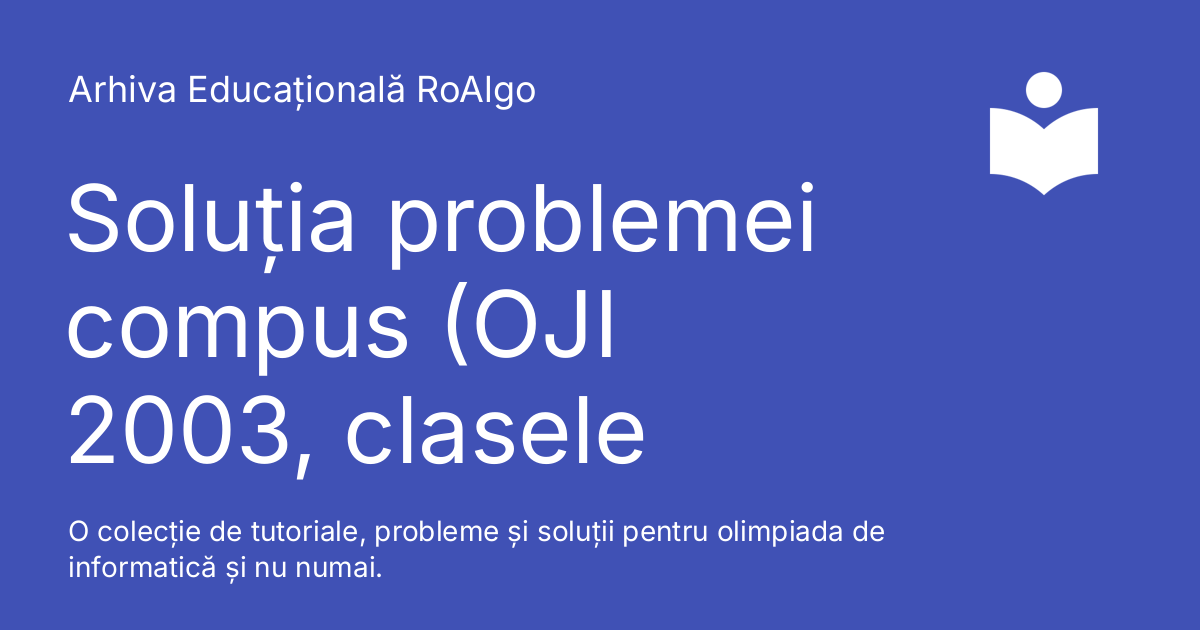 Arhiva Educațională RoAlgo
Soluția problemei
compus (OJI
2003, clasele
O colecție de tutoriale, probleme și soluții pentru olimpiada de
informatică și nu numai.